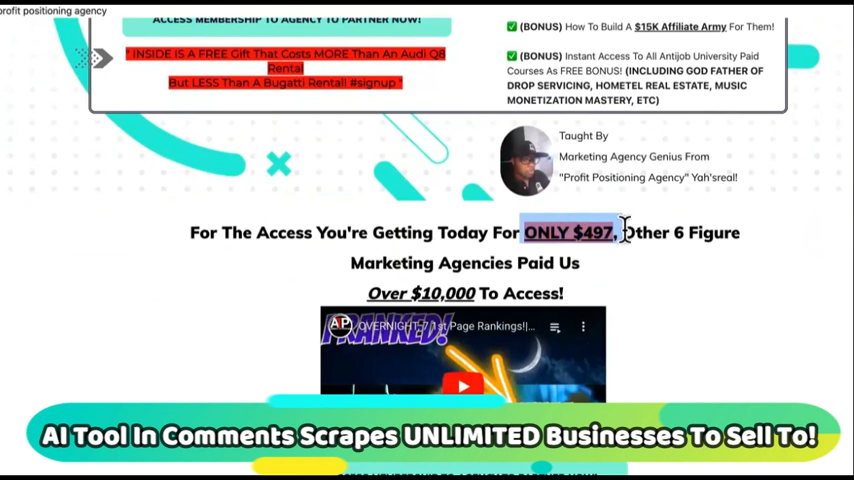 profit positioning agency
ACCESS MEMBERSHIP TO AGENCY TO PARTNER NOW!
" INSIDE IS A FREE Gift That Costs MORE Than An Audi Q8
Rental
But LESS Than A Bugatti Rental! #signup "
✅ (BONUS) How To Build A $15K Affiliate Army For Them!
✅ (BONUS) Instant Access To All Antijob University Paid
Courses As FREE BONUS! (INCLUDING GOD FATHER OF
DROP SERVICING, HOMETEL REAL ESTATE, MUSIC
MONETIZATION MASTERY, ETC)
Taught By
Marketing Agency Genius From
"Profit Positioning Agency" Yah'sreal!
For The Access You're Getting Today For ONLY $497, Other 6 Figure
Marketing Agencies Paid Us
Over $10,000 To Access!
AP
OVERNIGHT 7 1st Page Rankings!|...
RANKED!
AI Tool In Comments Scrapes UNLIMITED Businesses To Sell To!